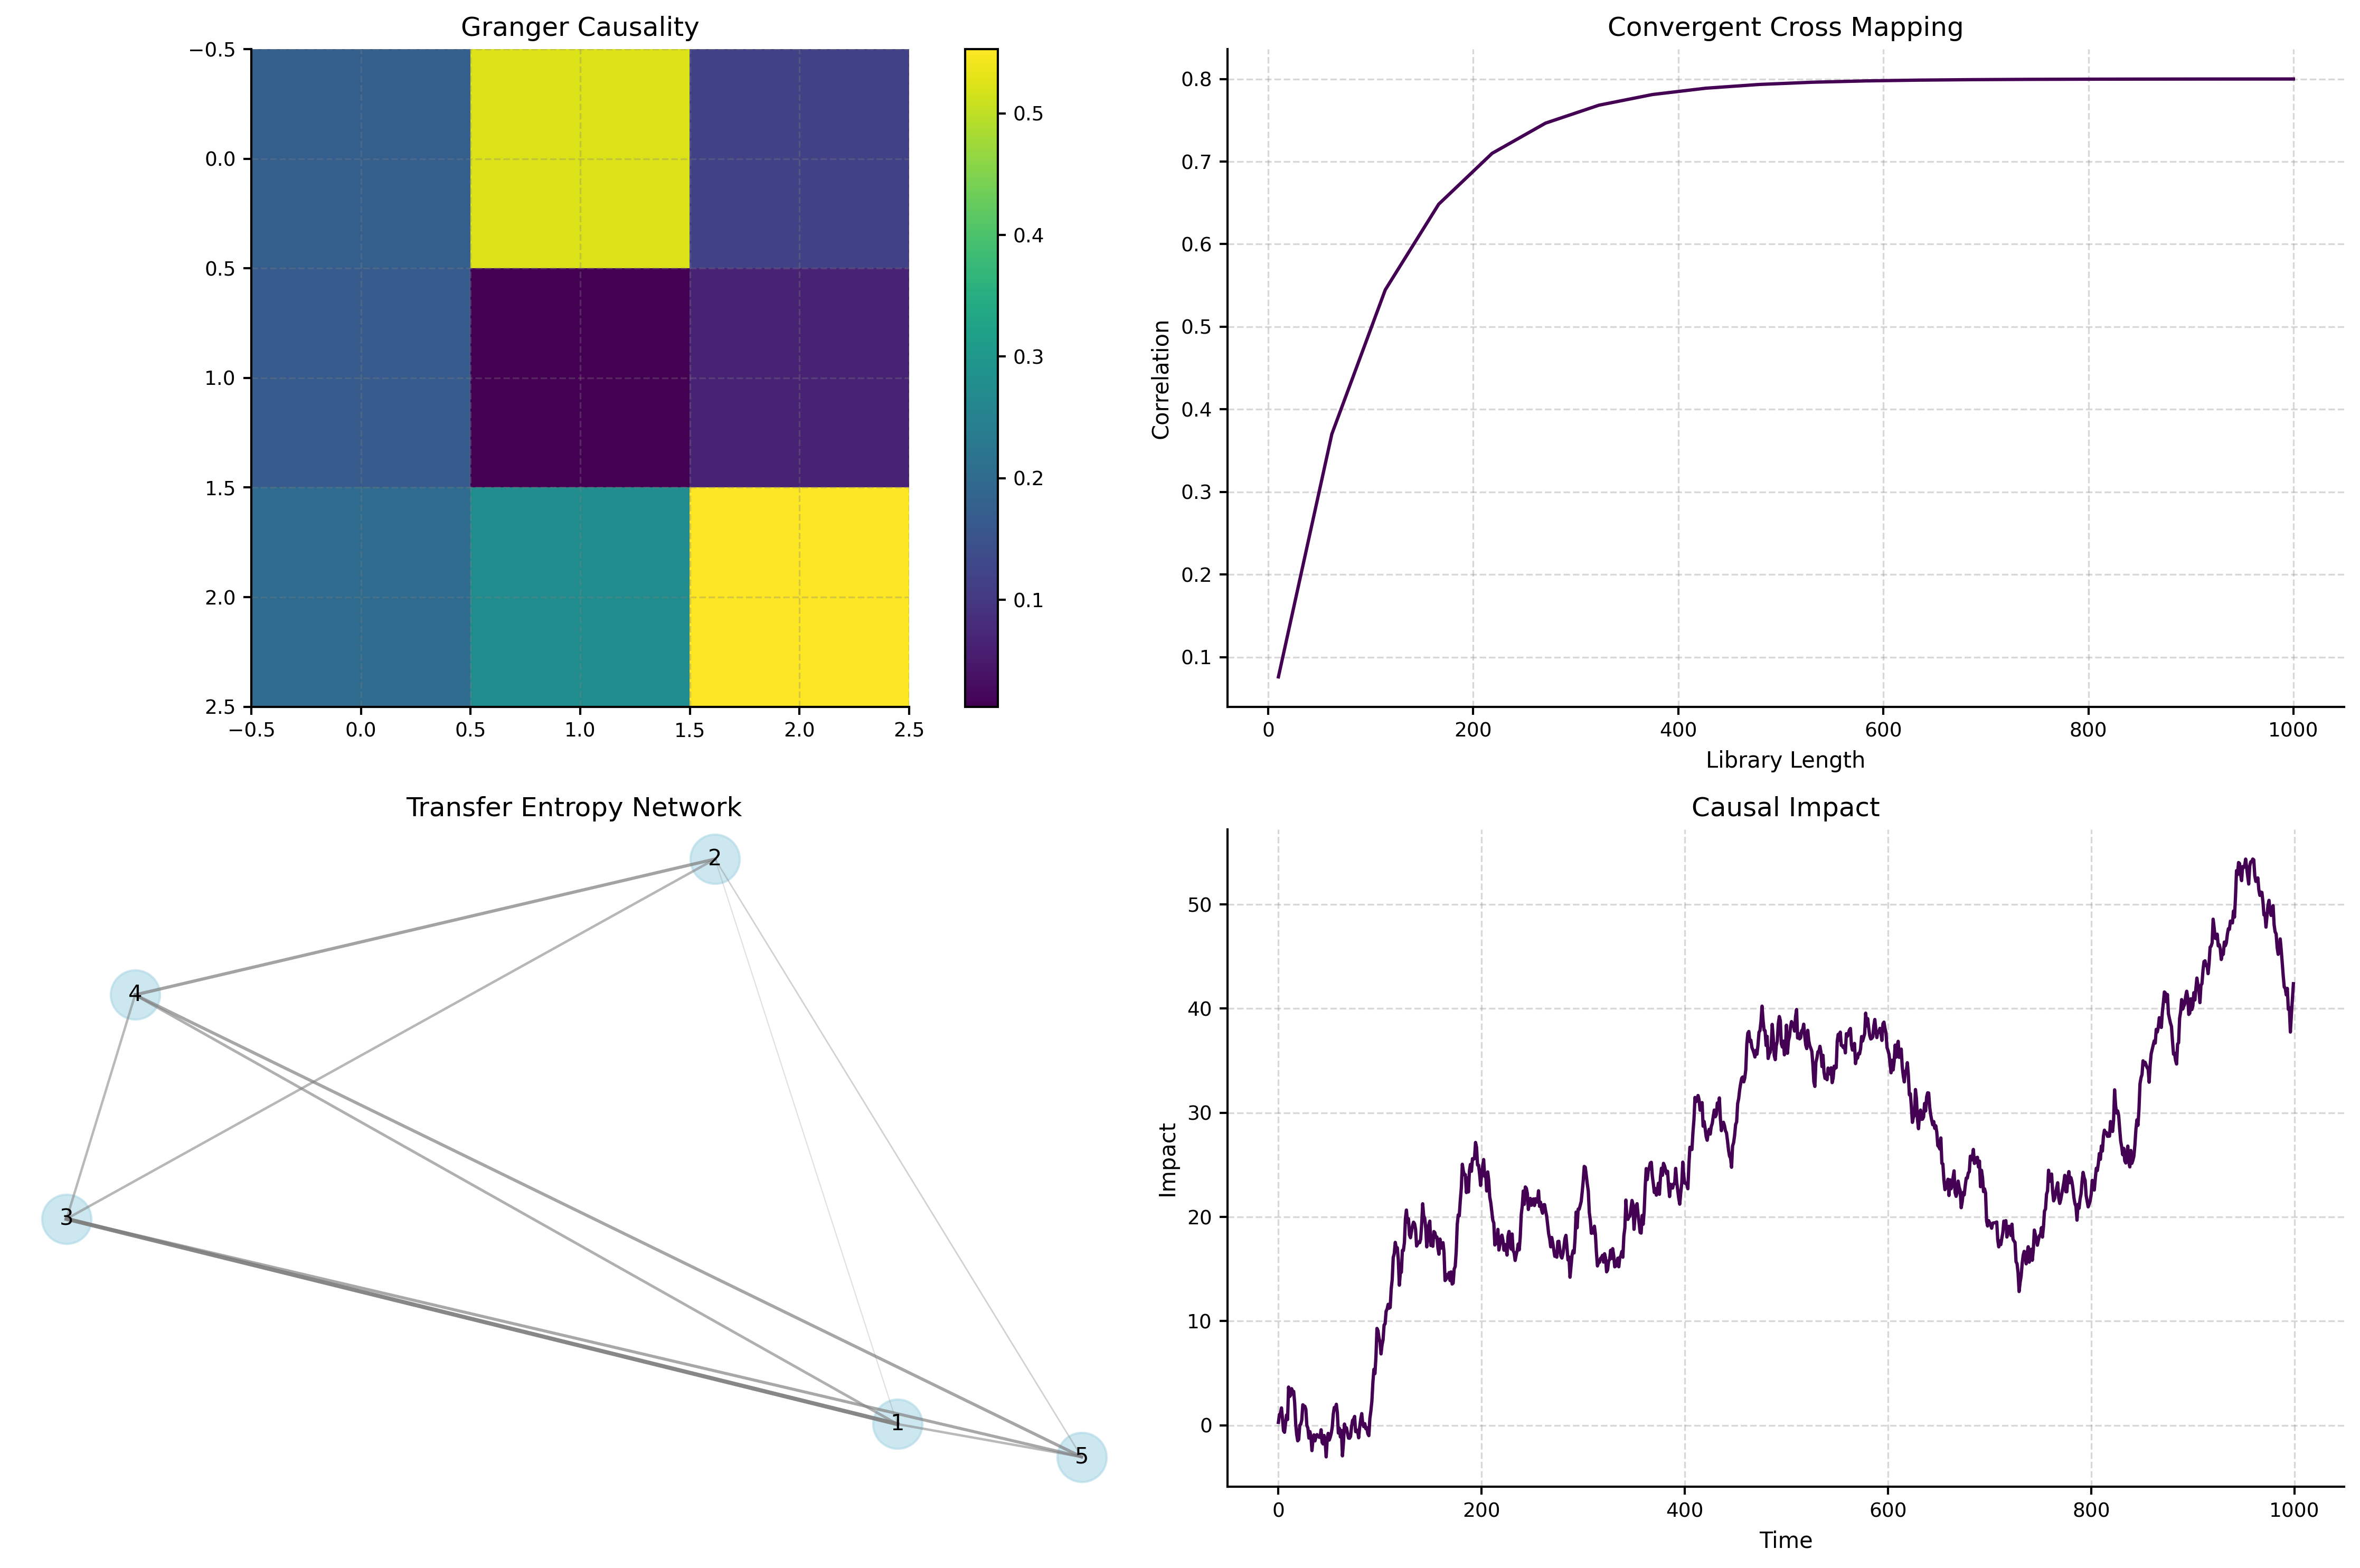 Granger Causality
−0.5
0.0
0.5
1.0
1.5
2.0
2.5
−0.5 0.0 0.5 1.0 1.5 2.0 2.5
0.5
0.4
0.3
0.2
0.1
Convergent Cross Mapping
Correlation
0.8
0.7
0.6
0.5
0.4
0.3
0.2
0.1
0 200 400 600 800 1000
Library Length
Transfer Entropy Network
2
4
3
1
5
Causal Impact
Impact
50
40
30
20
10
0
0 200 400 600 800 1000
Time